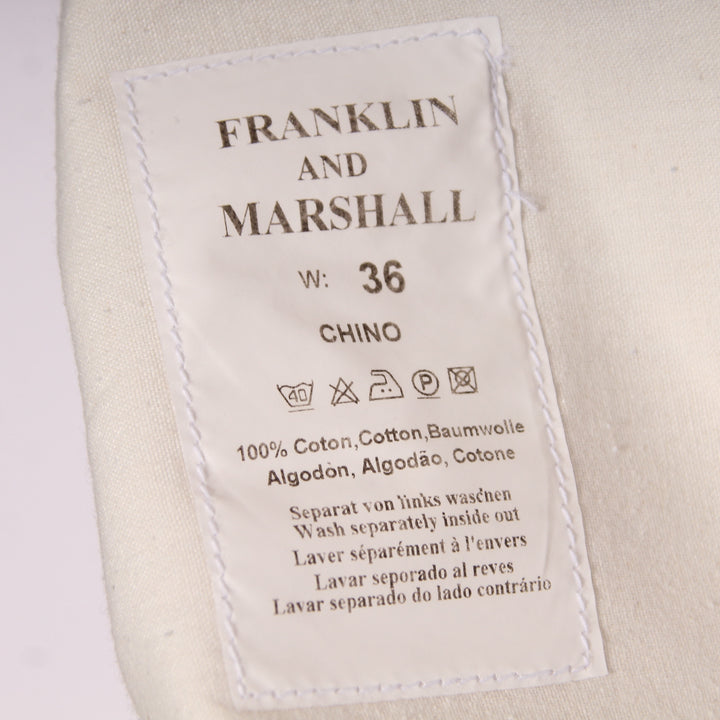 FRANKLIN
AND
MARSHALL
W: 36
CHINO
40 P
100% Coton,Cotton,Baumwolle
Algodòn, Algodão, Cotone
Separat von links waschen
Wash separately inside out
Laver séparément à l'envers
Lavar seporado al reves
Lavar separado do lado contrário